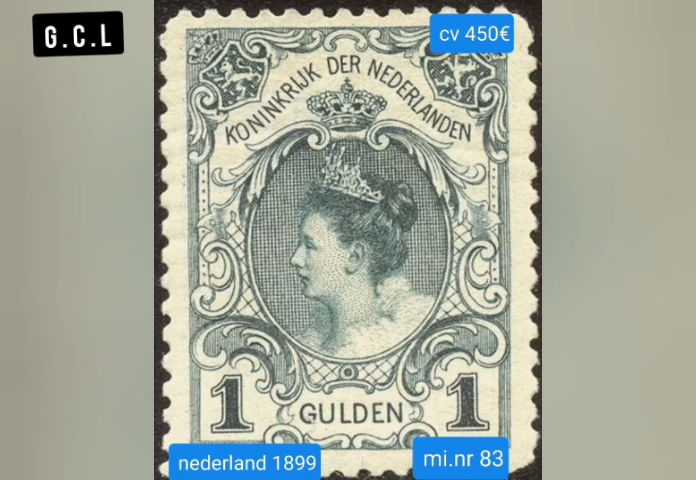 G.C.L
cv 450€
KONINKRIJK DER NEDERLANDEN
1 GULDEN 1
nederland 1899
mi.nr 83